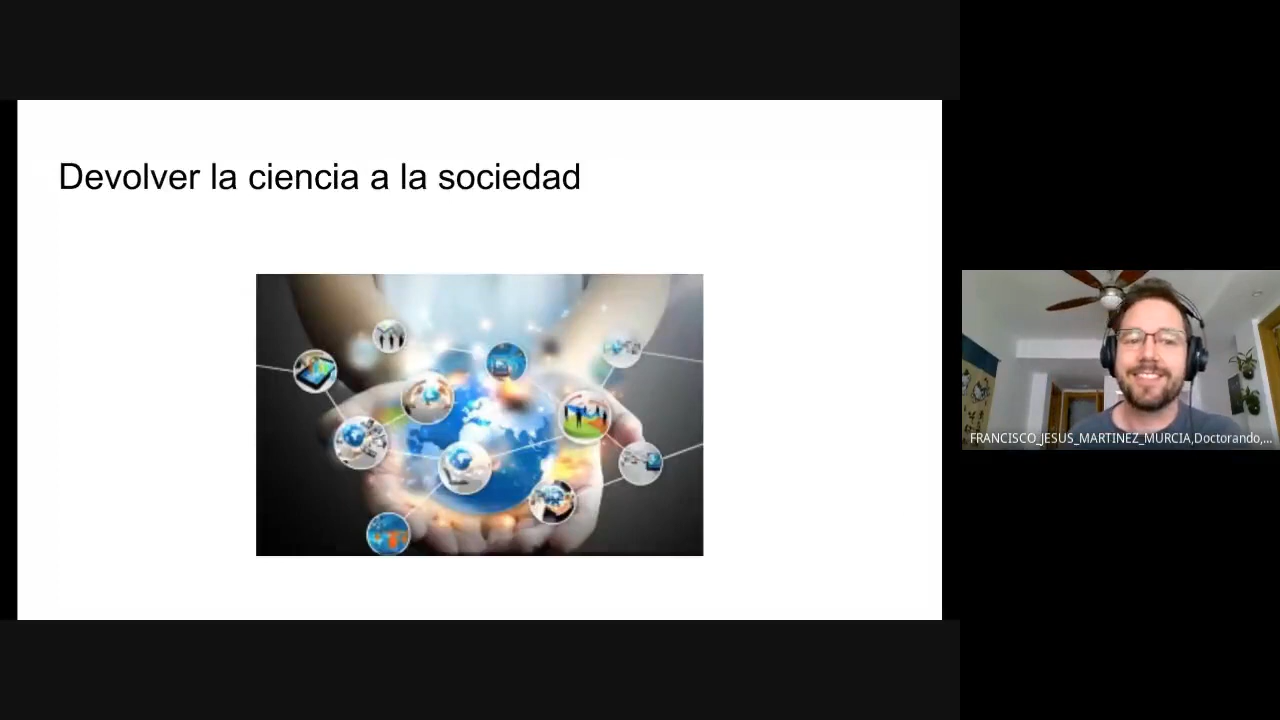 Devolver la ciencia a la sociedad
FRANCISCO_JESUS_MARTINEZ_MURCIA,Doctorando,...